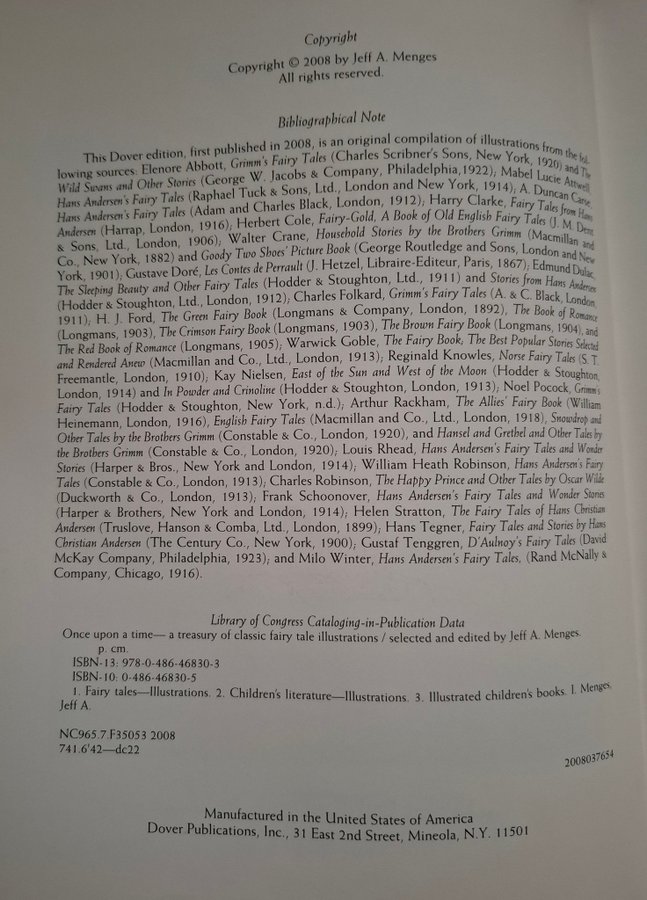 Copyright
Copyright © 2008 by Jeff A. Menges
All rights reserved.
Bibliographical Note
This Dover edition, first published in 2008, is an original compilation of illustrations from the fol-
lowing sources: Elenore Abbott, Grimm's Fairy Tales (Charles Scribner's Sons, New York, 1920) and The
Wild Swans and Other Stories (George W. Jacobs & Company, Philadelphia,1922); Mabel Lucie Attwell,
Hans Andersen's Fairy Tales (Raphael Tuck & Sons, Ltd., London and New York, 1914); A. Duncan Carse,
Hans Andersen's Fairy Tales (Adam and Charles Black, London, 1912); Harry Clarke, Fairy Tales from Hans
Andersen (Harrap, London, 1916); Herbert Cole, Fairy-Gold, A Book of Old English Fairy Tales (J. M. Dent
& Sons, Ltd., London, 1906); Walter Crane, Household Stories by the Brothers Grimm (Macmillan and
Co., New York, 1882) and Goody Two Shoes' Picture Book (George Routledge and Sons, London and New
York, 1901); Gustave Doré, Les Contes de Perrault (J. Hetzel, Libraire-Editeur, Paris, 1867); Edmund Dulac,
The Sleeping Beauty and Other Fairy Tales (Hodder & Stoughton, Ltd., 1911) and Stories from Hans Andersen
(Hodder & Stoughton, Ltd., London, 1912); Charles Folkard, Grimm's Fairy Tales (A. & C. Black, London,
1911); H. J. Ford, The Green Fairy Book (Longmans & Company, London, 1892), The Book of Romance
(Longmans, 1903), The Crimson Fairy Book (Longmans, 1903), The Brown Fairy Book (Longmans, 1904), and
The Red Book of Romance (Longmans, 1905); Warwick Goble, The Fairy Book; The Best Popular Stories Selected
and Rendered Anew (Macmillan and Co., Ltd., London, 1913); Reginald Knowles, Norse Fairy Tales (S. T.
Freemantle, London, 1910); Kay Nielsen, East of the Sun and West of the Moon (Hodder & Stoughton,
London, 1914) and In Powder and Crinoline (Hodder & Stoughton, London, 1913); Noel Pocock, Grimm's
Fairy Tales (Hodder & Stoughton, New York, n.d.); Arthur Rackham, The Allies' Fairy Book (William
Heinemann, London, 1916), English Fairy Tales (Macmillan and Co., Ltd., London, 1918), Snowdrop and
Other Tales by the Brothers Grimm (Constable & Co., London, 1920), and Hansel and Grethel and Other Tales by
the Brothers Grimm (Constable & Co., London, 1920); Louis Rhead, Hans Andersen's Fairy Tales and Wonder
Stories (Harper & Bros., New York and London, 1914); William Heath Robinson, Hans Andersen's Fairy
Tales (Constable & Co., London, 1913); Charles Robinson, The Happy Prince and Other Tales by Oscar Wilde
(Duckworth & Co., London, 1913); Frank Schoonover, Hans Andersen's Fairy Tales and Wonder Stories
(Harper & Brothers, New York and London, 1914); Helen Stratton, The Fairy Tales of Hans Christian
Andersen (Truslove, Hanson & Comba, Ltd., London, 1899); Hans Tegner, Fairy Tales and Stories by Hans
Christian Andersen (The Century Co., New York, 1900); Gustaf Tenggren, D'Aulnoy's Fairy Tales (David
McKay Company, Philadelphia, 1923); and Milo Winter, Hans Andersen's Fairy Tales, (Rand McNally &
Company, Chicago, 1916).
Library of Congress Cataloging-in-Publication Data
Once upon a time— a treasury of classic fairy tale illustrations / selected and edited by Jeff A. Menges.
p. cm.
ISBN-13: 978-0-486-46830-3
ISBN-10: 0-486-46830-5
1. Fairy tales—Illustrations. 2. Children's literature—Illustrations. 3. Illustrated children's books. I. Menges,
Jeff A.
NC965.7.F35053 2008
741.6'42—dc22
2008037654
Manufactured in the United States of America
Dover Publications, Inc., 31 East 2nd Street, Mineola, N.Y. 11501